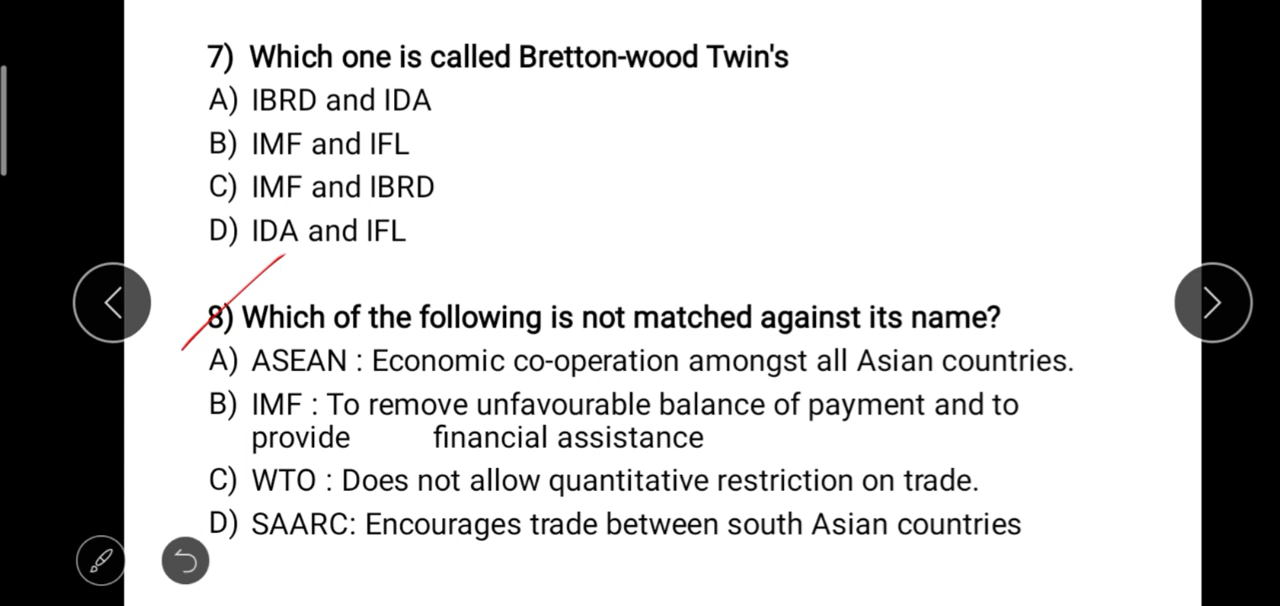 7) Which one is called Bretton-wood Twin's
A) IBRD and IDA
B) IMF and IFL
C) IMF and IBRD
D) IDA and IFL
8) Which of the following is not matched against its name?
A) ASEAN : Economic co-operation amongst all Asian countries.
B) IMF : To remove unfavourable balance of payment and to
provide financial assistance
C) WTO : Does not allow quantitative restriction on trade.
D) SAARC: Encourages trade between south Asian countries